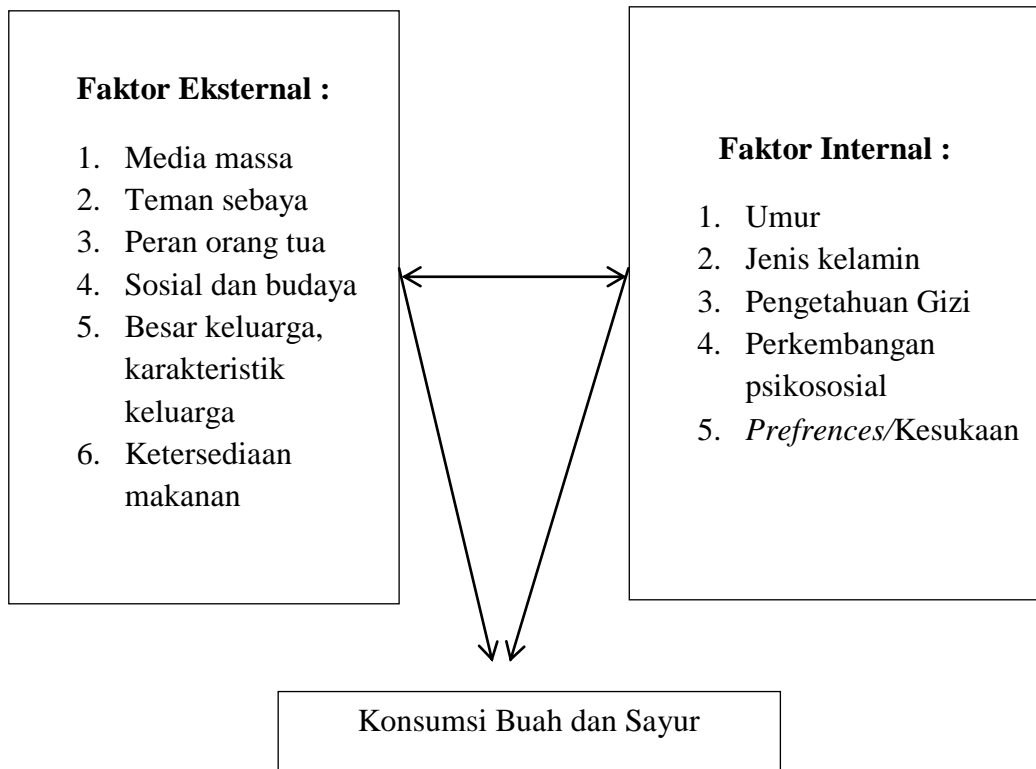 Faktor Eksternal :
1. Media massa
2. Teman sebaya
3. Peran orang tua
4. Sosial dan budaya
5. Besar keluarga,
karakteristik
keluarga
6. Ketersediaan
makanan
Faktor Internal :
1. Umur
2. Jenis kelamin
3. Pengetahuan Gizi
4. Perkembangan
psikososial
5. Prefrences/Kesukaan
Konsumsi Buah dan Sayur